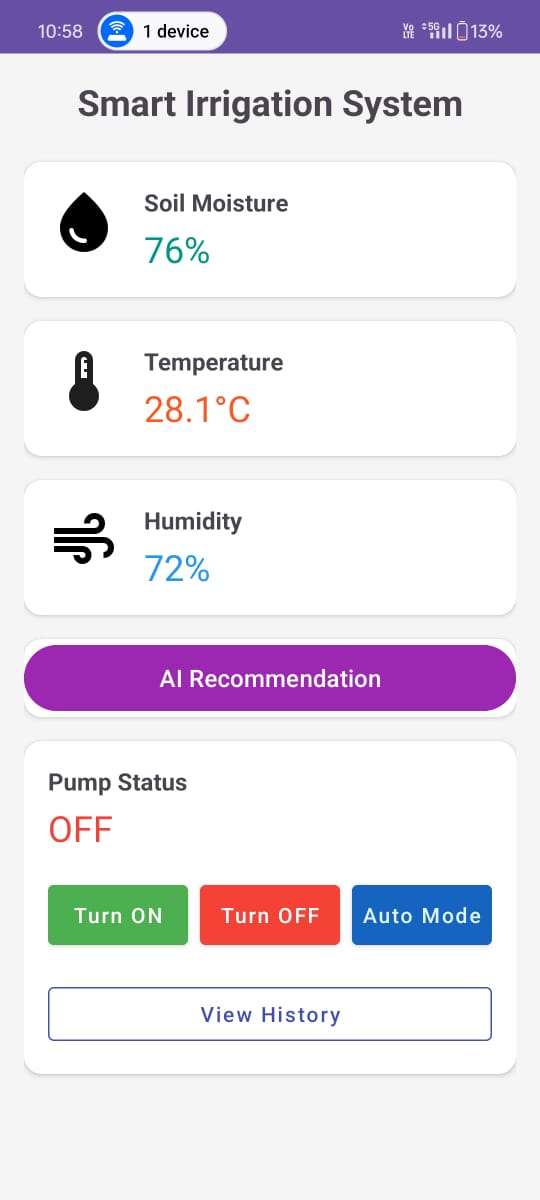 10:58 1 device Vo LTE 5G 13%
Smart Irrigation System
Soil Moisture
76%
Temperature
28.1°C
Humidity
72%
AI Recommendation
Pump Status
OFF
Turn ON Turn OFF Auto Mode
View History